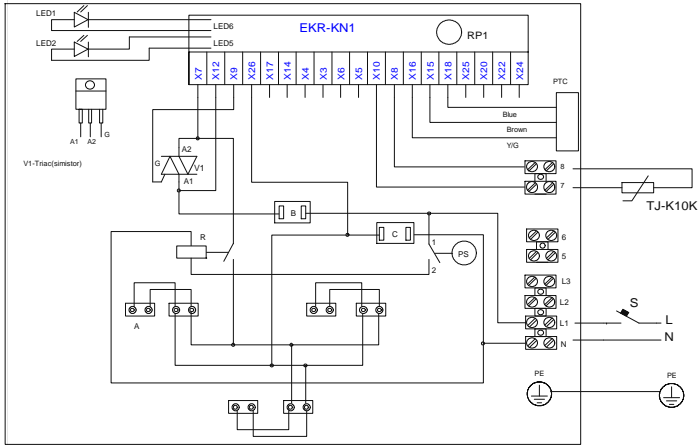 LED1
LED6
LED2
LED5
EKR-KN1
RP1
X7 X12 X9 X26 X17 X14 X4 X3 X6 X5 X10 X8 X16 X15 X18 X25 X20 X22 X24
PTC
Blue
Brown
Y/G
A1 A2 G
V1-Triac(simistor)
A2
G V1
A1
8
7
TJ-K10K
B
C
R
1
2
PS
6
5
L3
L2
L1
N
S
L
N
A
PE
PE